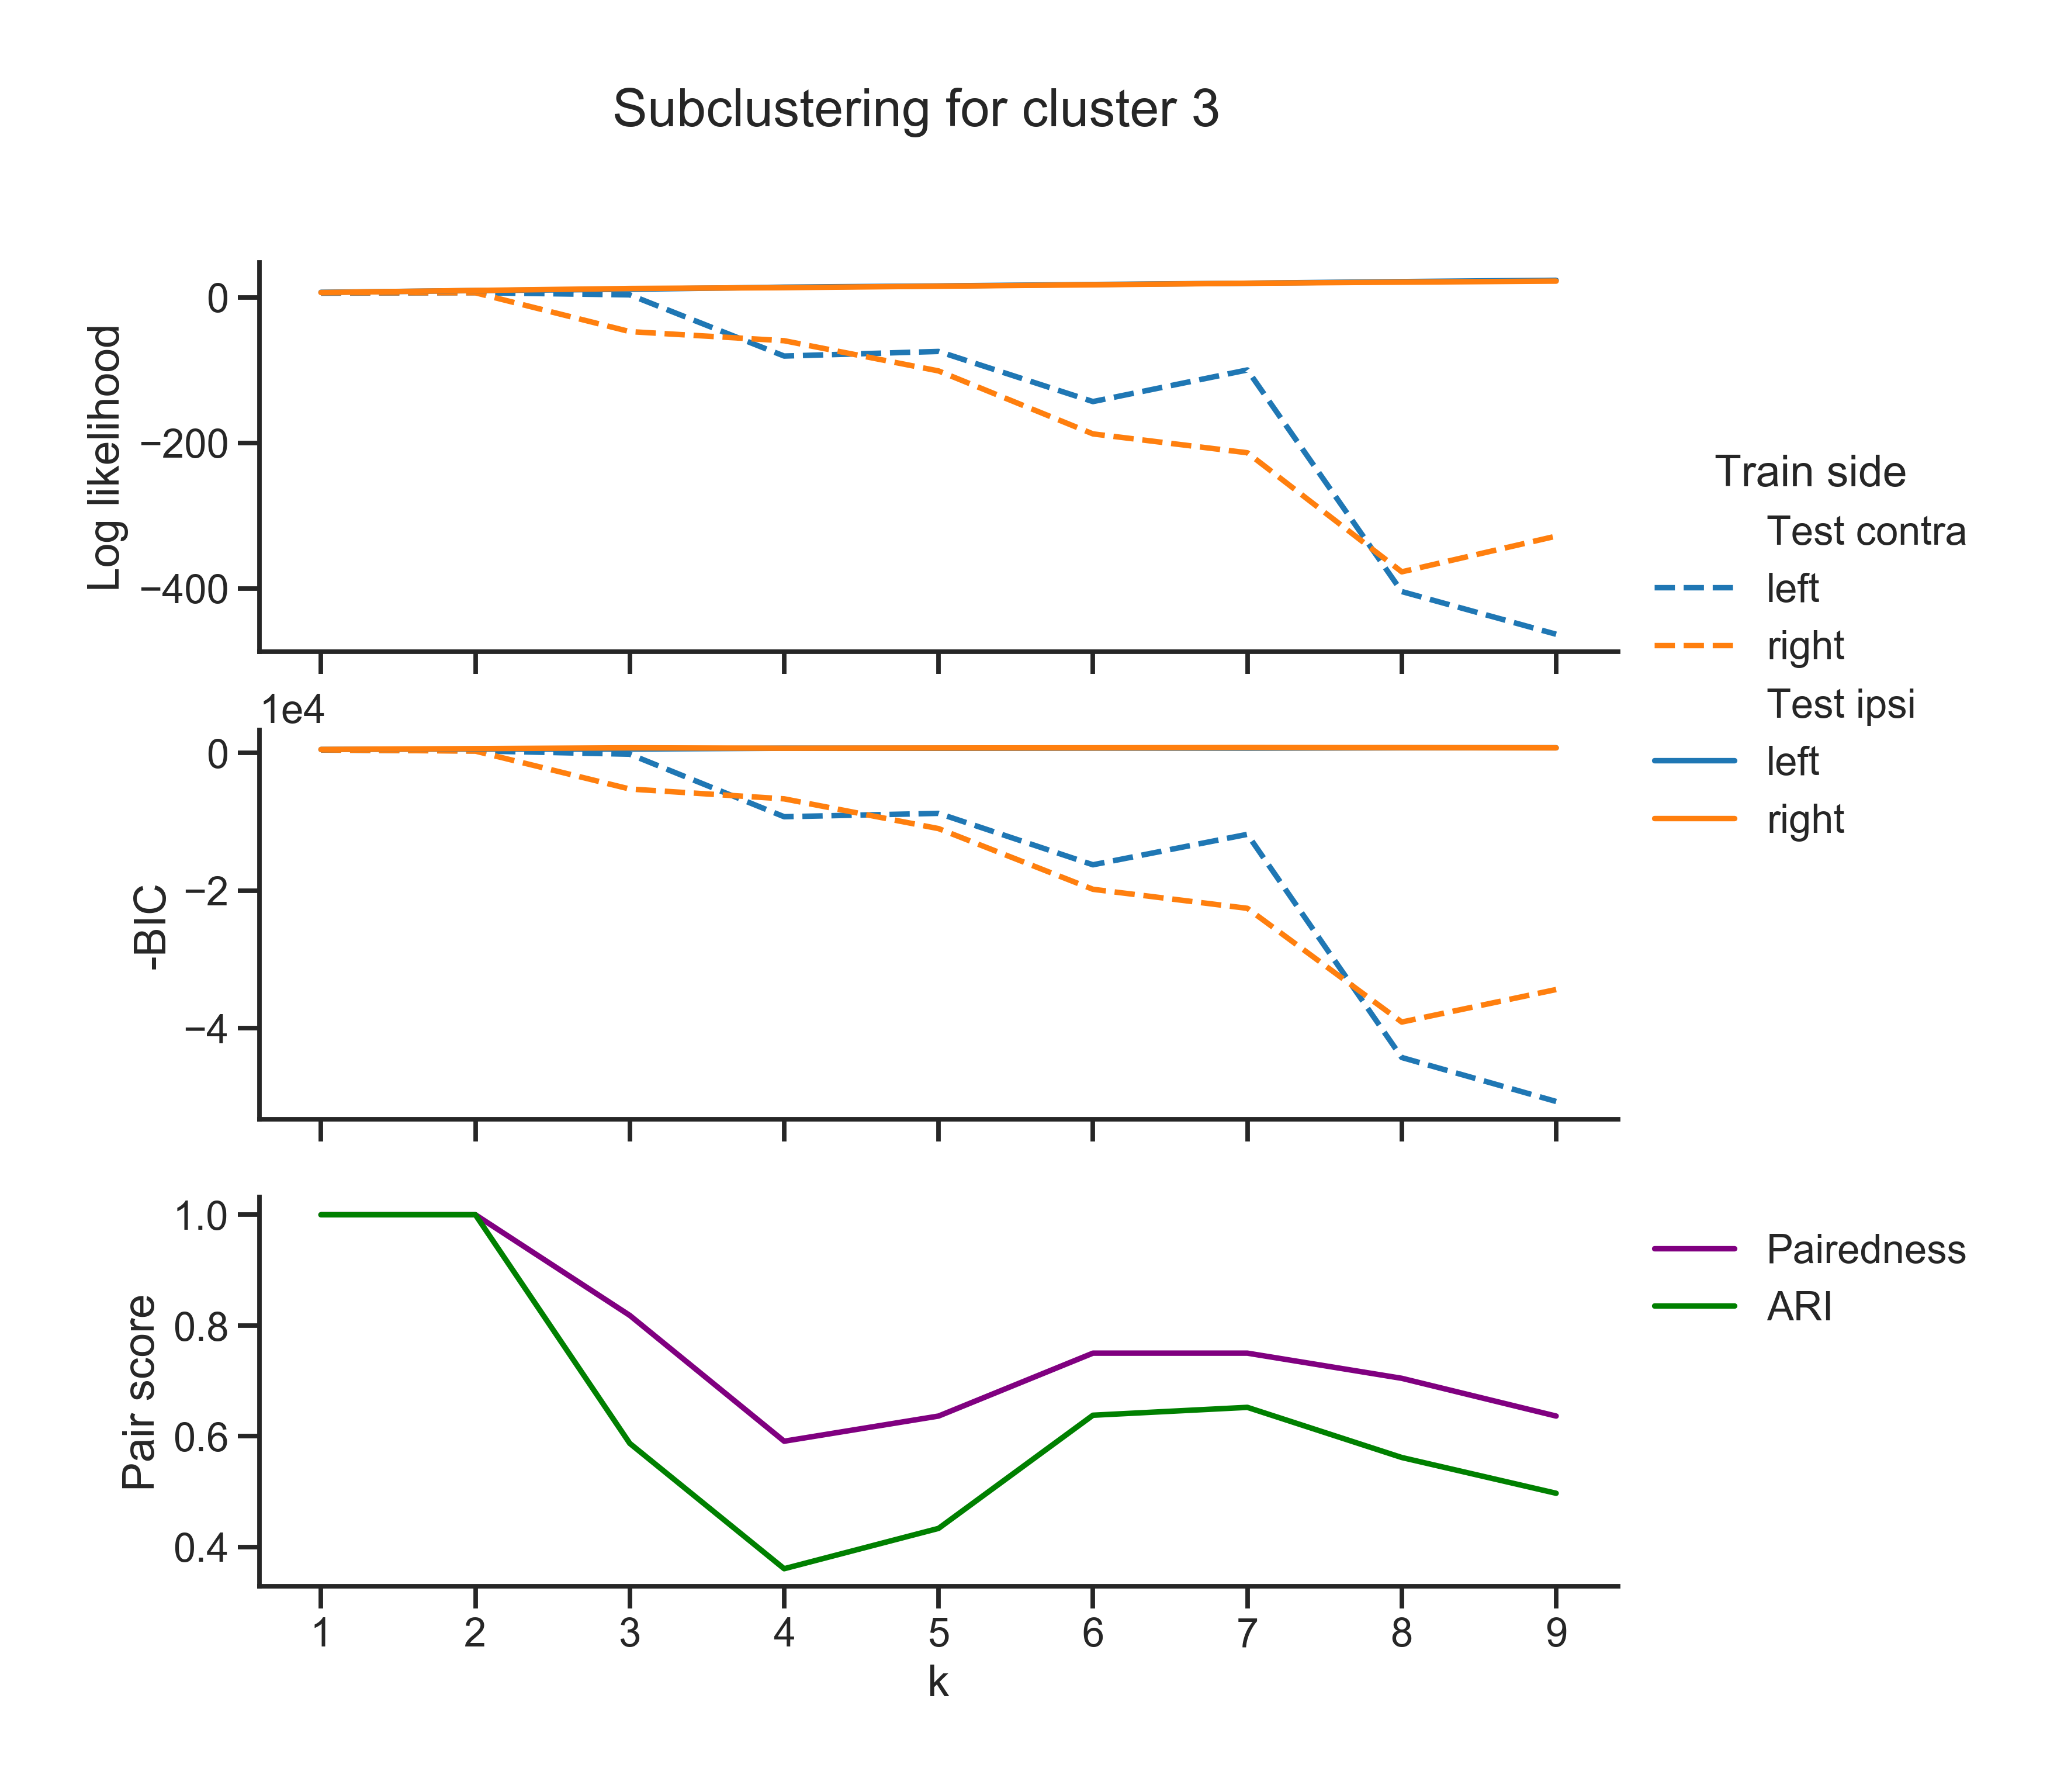 Subclustering for cluster 3
Log likelihood
0
−200
−400
Train side
Test contra
left
right
Test ipsi
left
right
1e4
-BIC
0
−2
−4
Pair score
1.0
0.8
0.6
0.4
Pairedness
ARI
1 2 3 4 5 6 7 8 9
k